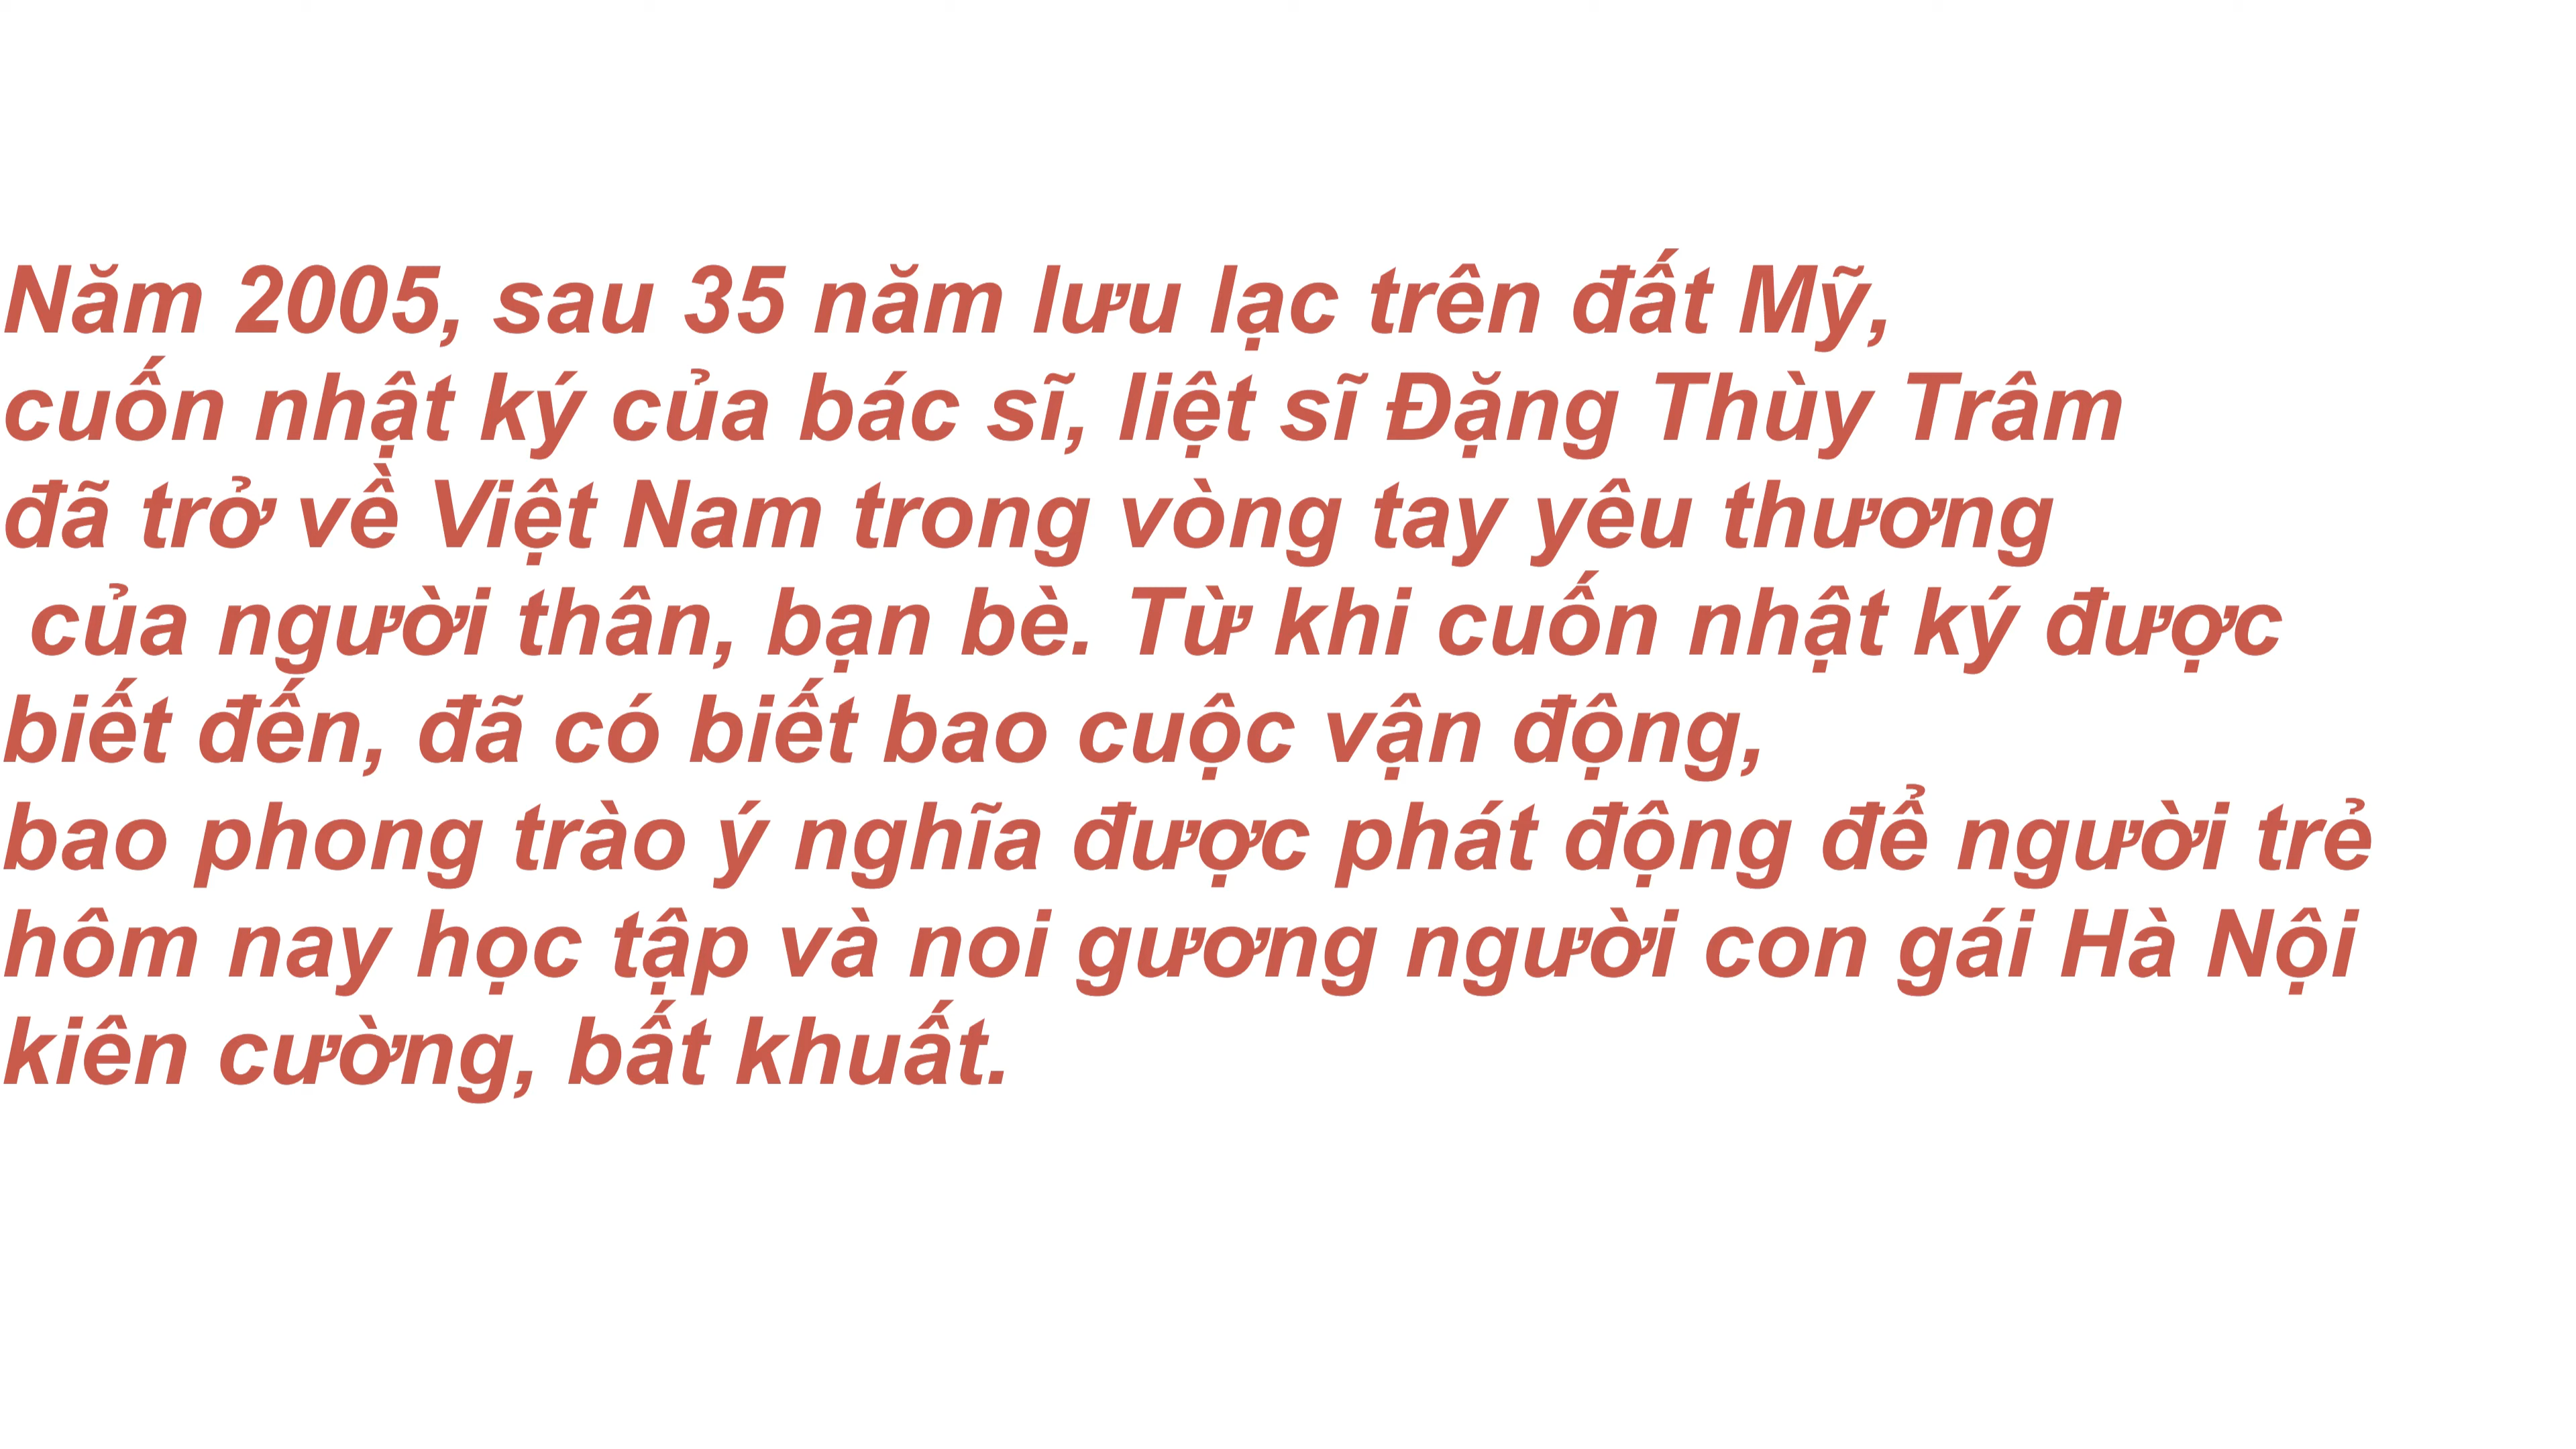 Năm 2005, sau 35 năm lưu lạc trên đất Mỹ,
cuốn nhật ký của bác sĩ, liệt sĩ Đặng Thùy Trâm
đã trở về Việt Nam trong vòng tay yêu thương
của người thân, bạn bè. Từ khi cuốn nhật ký được
biết đến, đã có biết bao cuộc vận động,
bao phong trào ý nghĩa được phát động để người trẻ
hôm nay học tập và noi gương người con gái Hà Nội
kiên cường, bất khuất.